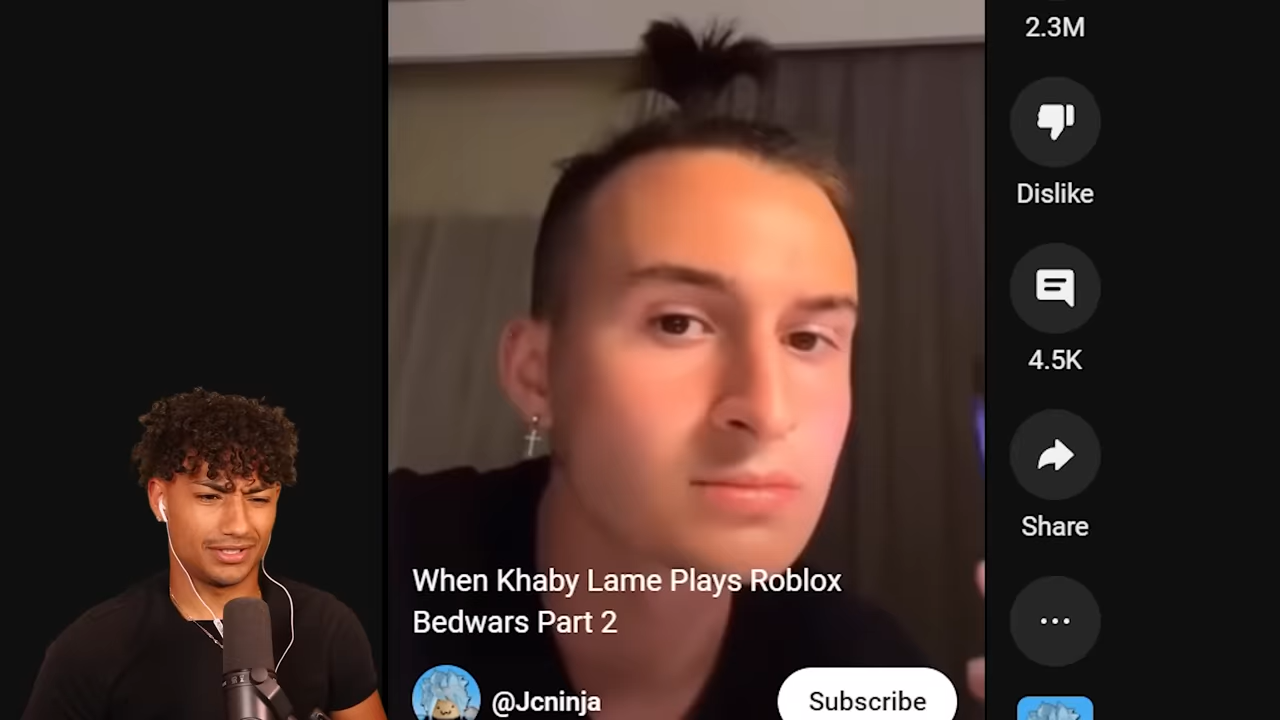 2.3M
Dislike
4.5K
Share
When Khaby Lame Plays Roblox
Bedwars Part 2
@Jcninja
Subscribe